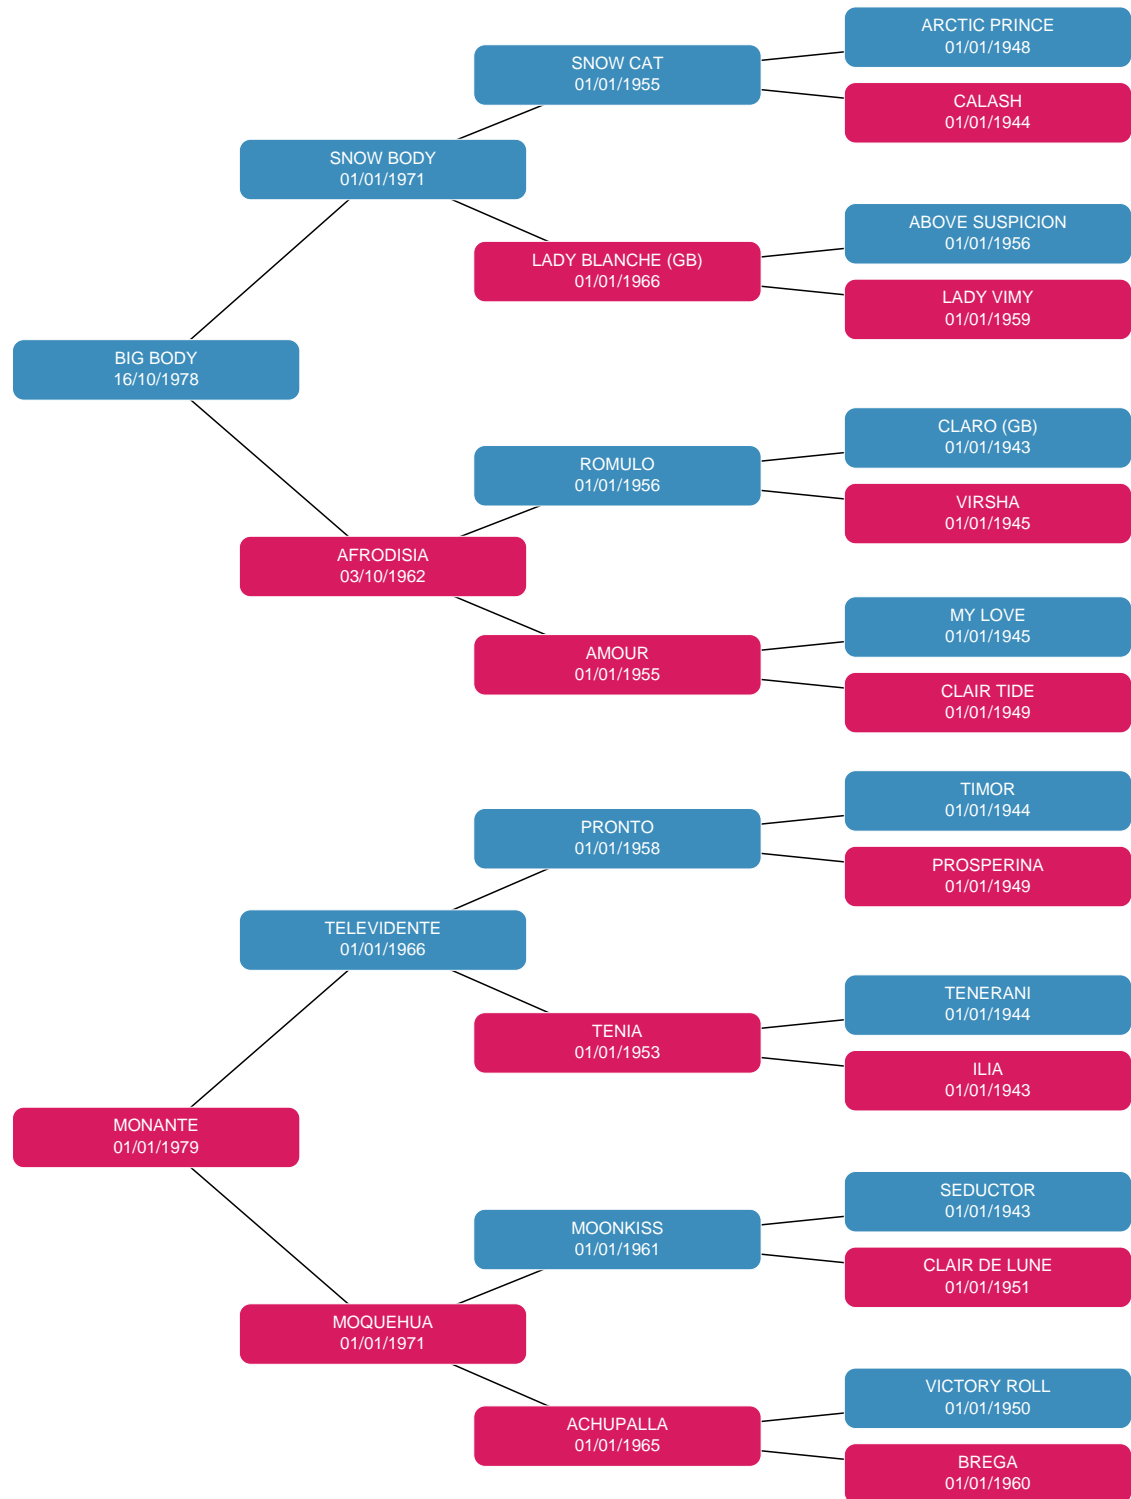 ARCTIC PRINCE
01/01/1948
SNOW CAT
01/01/1955
CALASH
01/01/1944
SNOW BODY
01/01/1971
ABOVE SUSPICION
01/01/1956
LADY BLANCHE (GB)
01/01/1966
LADY VIMY
01/01/1959
BIG BODY
16/10/1978
CLARO (GB)
01/01/1943
ROMULO
01/01/1956
VIRSHA
01/01/1945
AFRODISIA
03/10/1962
MY LOVE
01/01/1945
AMOUR
01/01/1955
CLAIR TIDE
01/01/1949
TIMOR
01/01/1944
PRONTO
01/01/1958
PROSPERINA
01/01/1949
TELEVIDENTE
01/01/1966
TENERANI
01/01/1944
TENIA
01/01/1953
ILIA
01/01/1943
MONANTE
01/01/1979
SEDUCTOR
01/01/1943
MOONKISS
01/01/1961
CLAIR DE LUNE
01/01/1951
MOQUEHUA
01/01/1971
VICTORY ROLL
01/01/1950
ACHUPALLA
01/01/1965
BREGA
01/01/1960